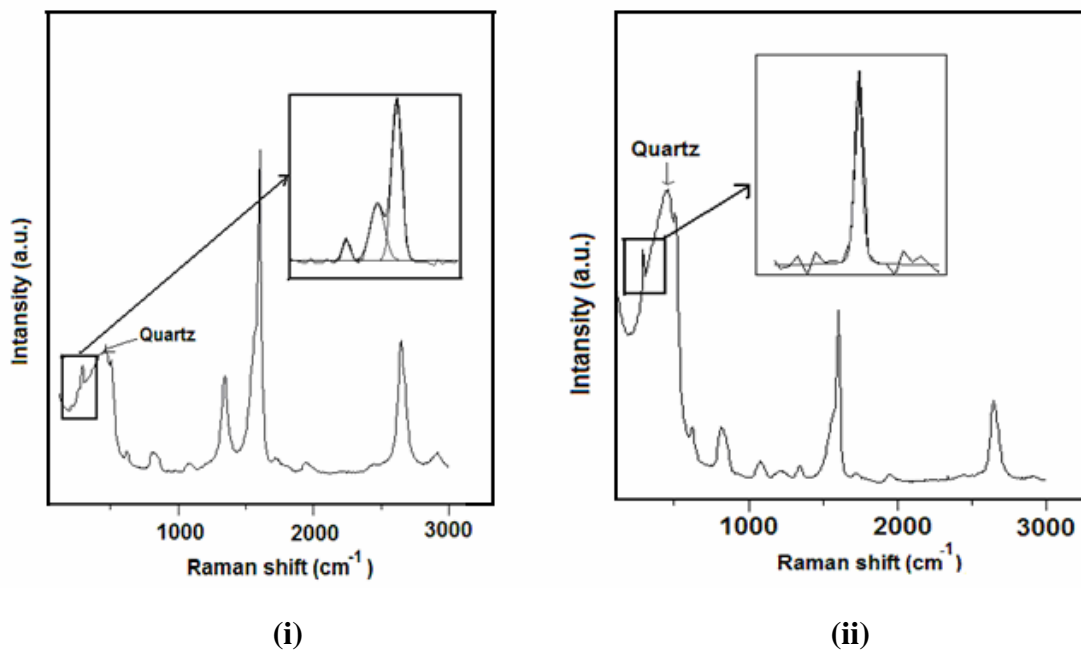 Intansity (a.u.)
Quartz
1000
2000
3000
Raman shift (cm⁻¹ )
(i)
Intansity (a.u.)
Quartz
1000
2000
3000
Raman shift (cm⁻¹ )
(ii)